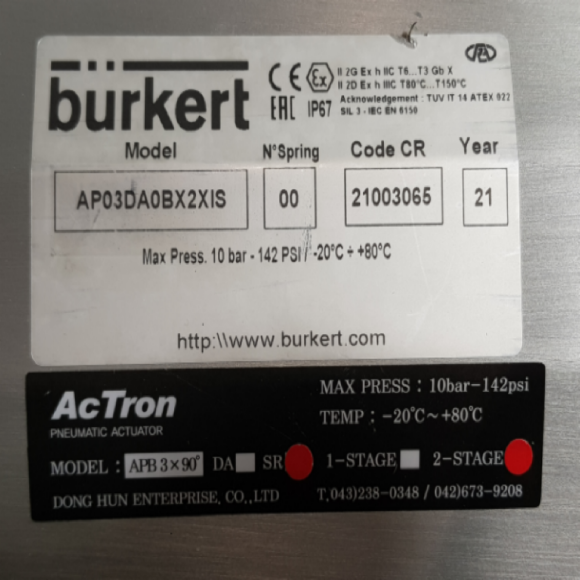 bürkert
CE Ex II 2G Ex h IIC T6...T3 Gb X
II 2D Ex h IIIC T80°C...T150°C
EAC IP67 Acknowledgement : TUV IT 14 ATEX 022
SIL 3 - IEC EN 6150
Model N°Spring Code CR Year
AP03DA0BX2XIS 00 21003065 21
Max Press. 10 bar - 142 PSI / -20°C ÷ +80°C
http:\\www.burkert.com
AcTron MAX PRESS : 10bar-142psi
PNEUMATIC ACTUATOR TEMP : -20℃~+80℃
MODEL : APB 3×90° DA SR 1-STAGE 2-STAGE
DONG HUN ENTERPRISE, CO.,LTD T,043)238-0348 / 042)673-9208